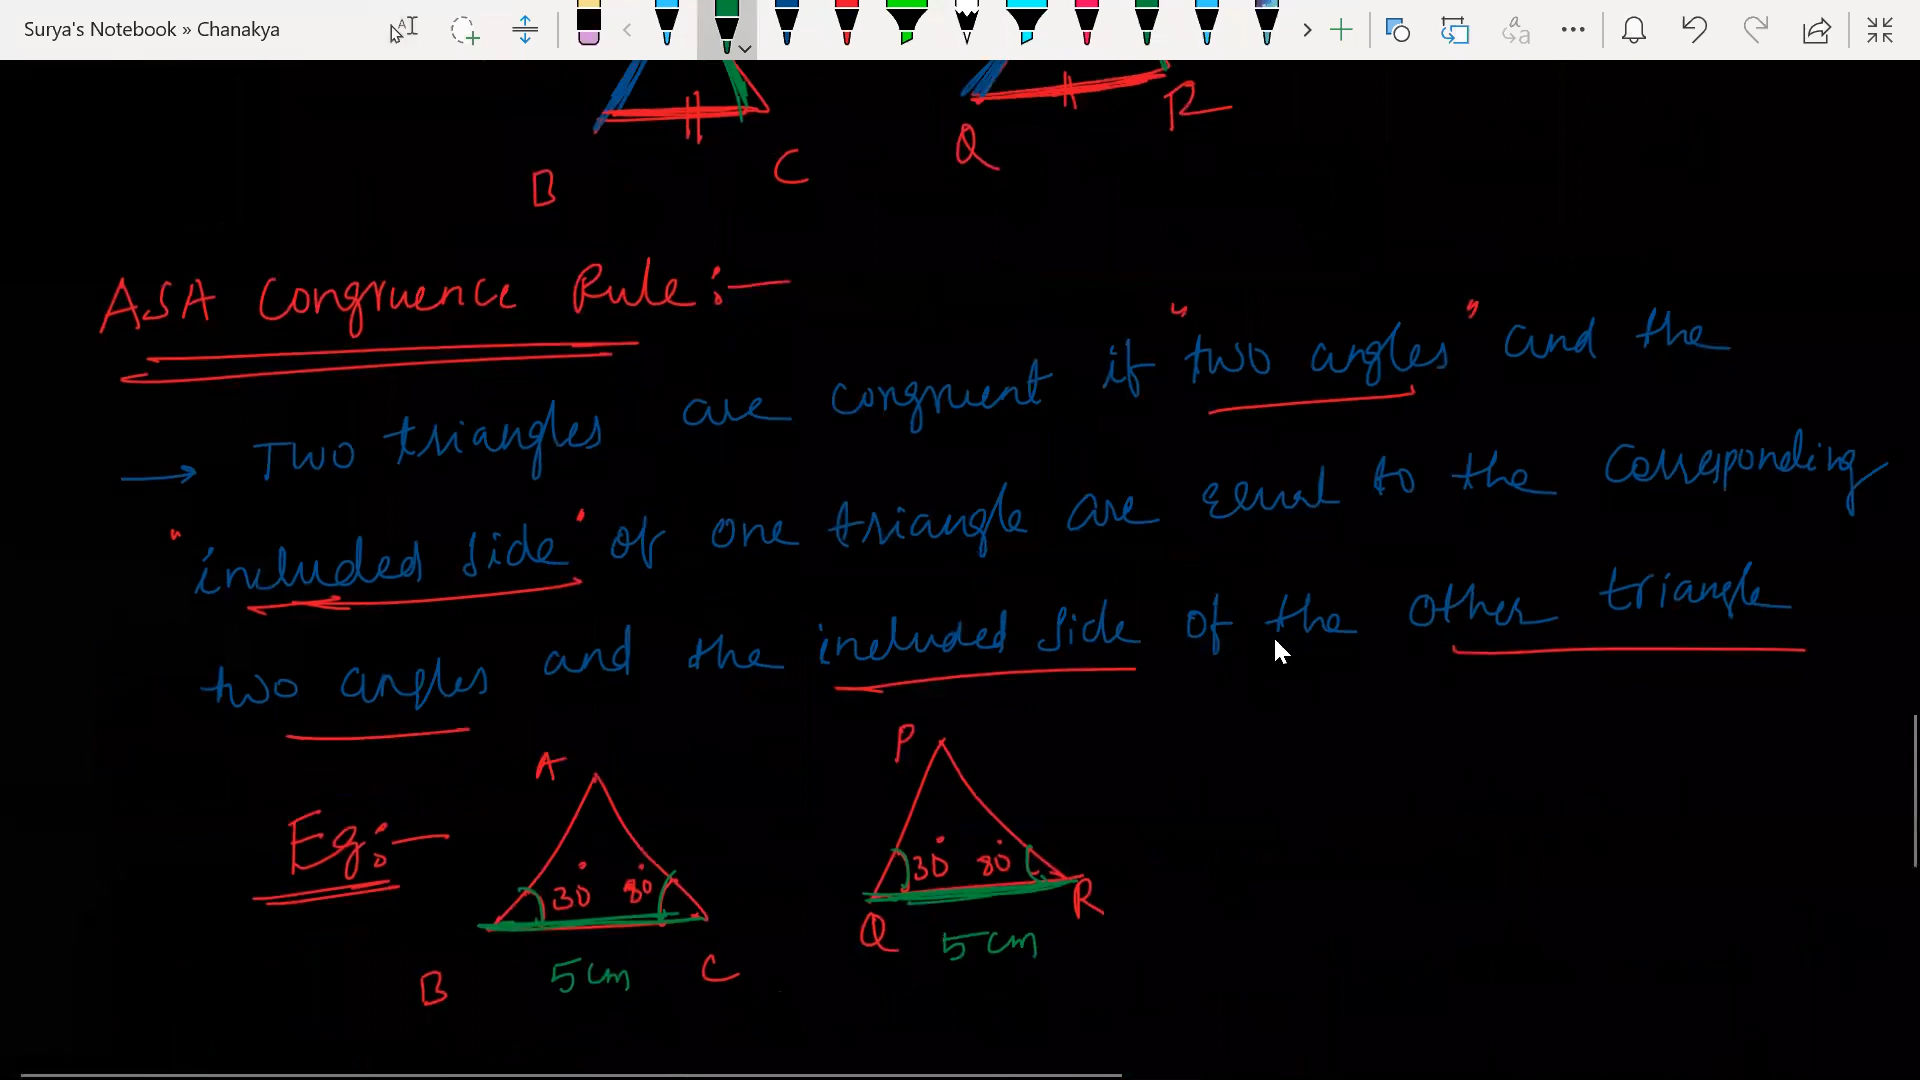 Surya's Notebook » Chanakya
B C Q R
ASA Congruence Rule:-
→ Two triangles are congruent if "two angles" and the
"included side" of one triangle are equal to the corresponding
two angles and the included side of the other triangle
Eg:-
A P
30° 80° 30° 80°
B 5cm C Q 5cm R